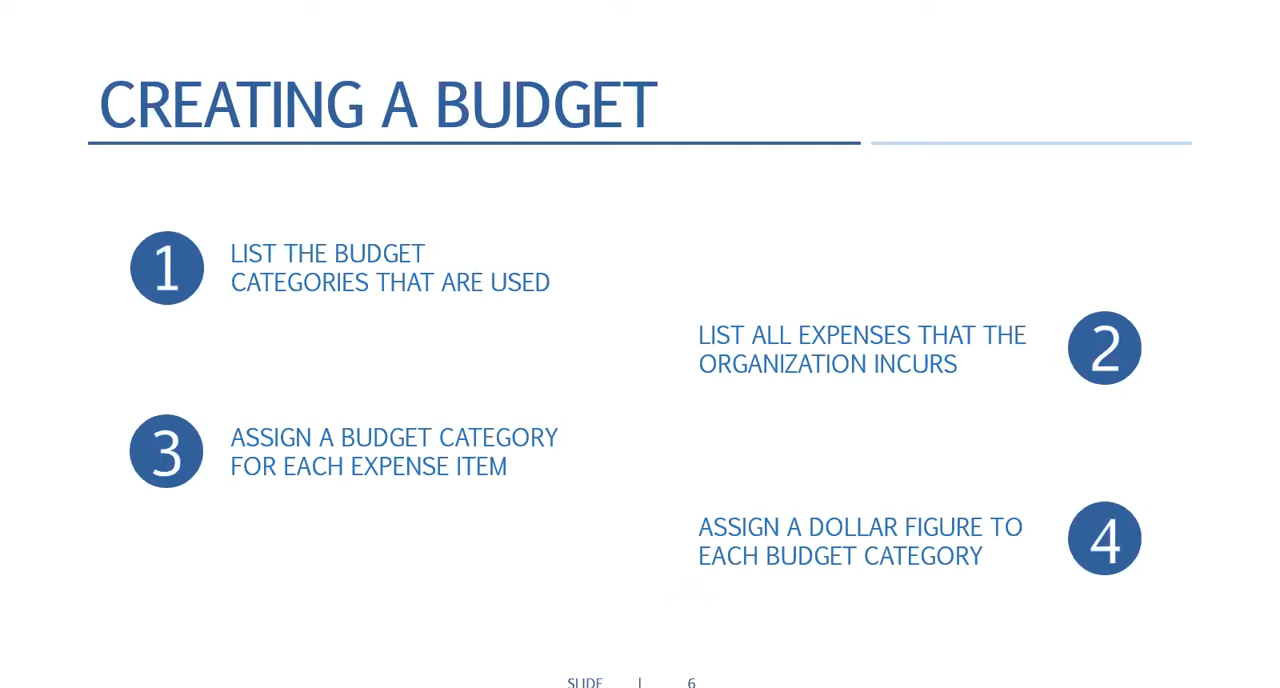 CREATING A BUDGET
1
LIST THE BUDGET
CATEGORIES THAT ARE USED
LIST ALL EXPENSES THAT THE
ORGANIZATION INCURS
2
3
ASSIGN A BUDGET CATEGORY
FOR EACH EXPENSE ITEM
ASSIGN A DOLLAR FIGURE TO
EACH BUDGET CATEGORY
4
SLIDE | 6